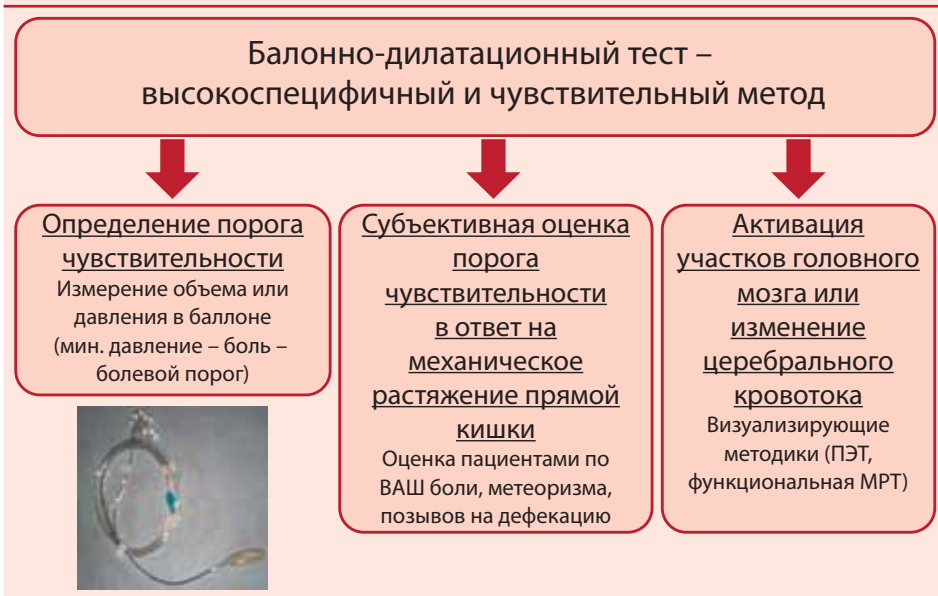 Балонно-дилатационный тест –
высокоспецифичный и чувствительный метод
Определение порога
чувствительности
Измерение объема или
давления в баллоне
(мин. давление – боль –
болевой порог)
Субъективная оценка
порога
чувствительности
в ответ на
механическое
растяжение прямой
кишки
Оценка пациентами по
ВАШ боли, метеоризма,
позывов на дефекацию
Активация
участков головного
мозга или
изменение
церебрального
кровотока
Визуализирующие
методики (ПЭТ,
функциональная МРТ)